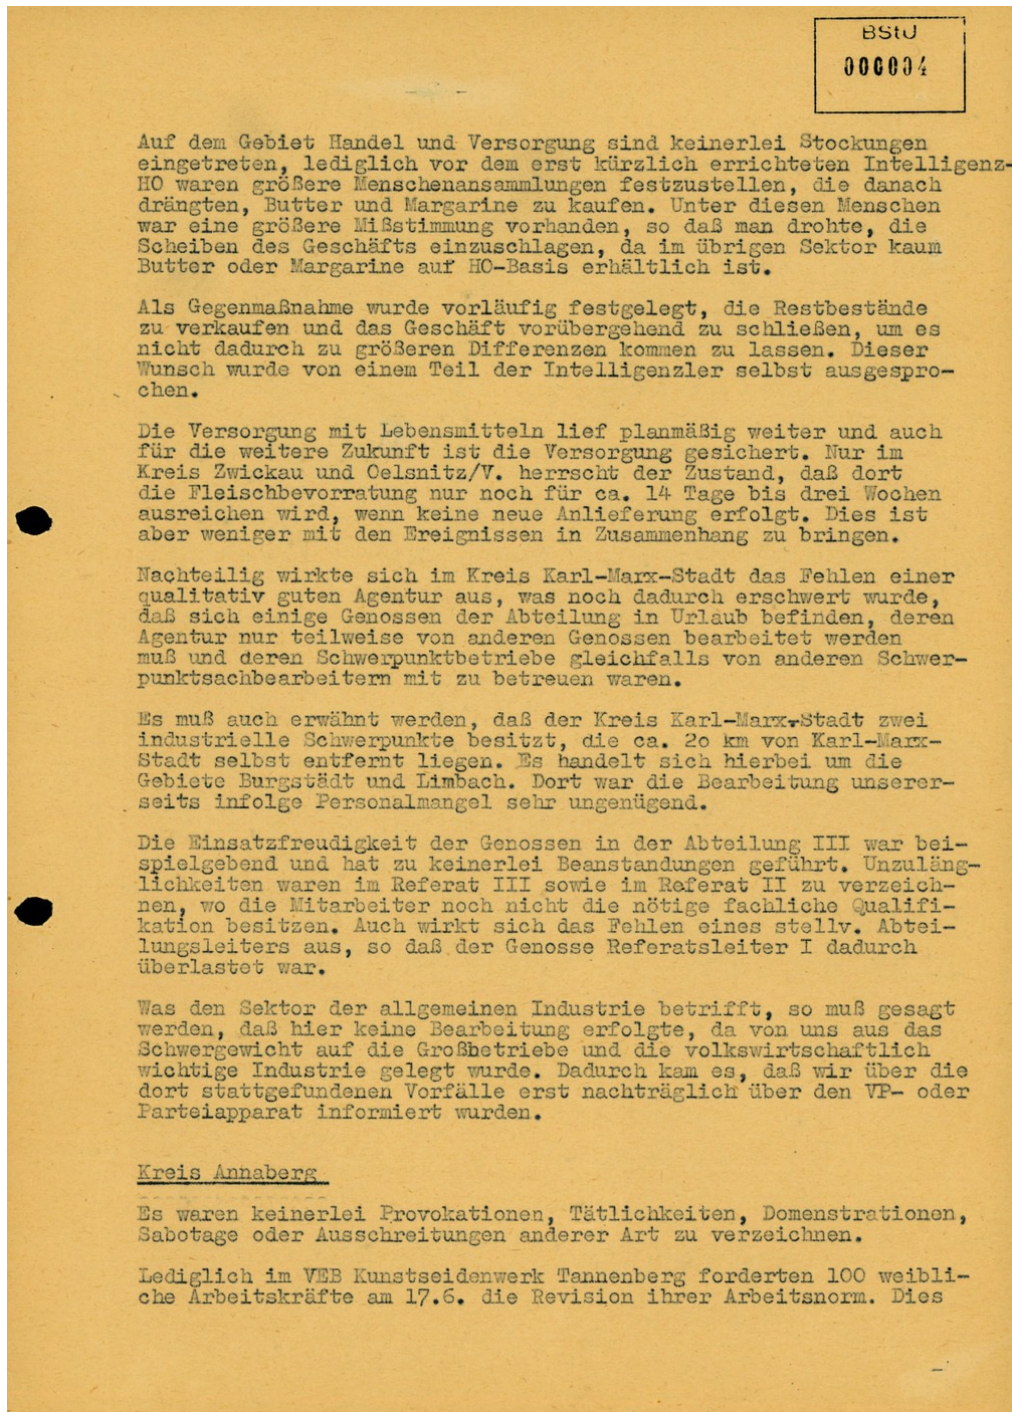 BStU
000004
Auf dem Gebiet Handel und Versorgung sind keinerlei Stockungen
eingetreten, lediglich vor dem erst kürzlich errichteten Intelligenz-
HO waren größere Menschenansammlungen festzustellen, die danach
drängten, Butter und Margarine zu kaufen. Unter diesen Menschen
war eine größere Mißstimmung vorhanden, so daß man drohte, die
Scheiben des Geschäfts einzuschlagen, da im übrigen Sektor kaum
Butter oder Margarine auf HO-Basis erhältlich ist.
Als Gegenmaßnahme wurde vorläufig festgelegt, die Restbestände
zu verkaufen und das Geschäft vorübergehend zu schließen, um es
nicht dadurch zu größeren Differenzen kommen zu lassen. Dieser
Wunsch wurde von einem Teil der Intelligenzler selbst ausgespro-
chen.
Die Versorgung mit Lebensmitteln lief planmäßig weiter und auch
für die weitere Zukunft ist die Versorgung gesichert. Nur im
Kreis Zwickau und Oelsnitz/V. herrscht der Zustand, daß dort
die Fleischbevorratung nur noch für ca. 14 Tage bis drei Wochen
ausreichen wird, wenn keine neue Anlieferung erfolgt. Dies ist
aber weniger mit den Ereignissen in Zusammenhang zu bringen.
Nachteilig wirkte sich im Kreis Karl-Marx-Stadt das Fehlen einer
qualitativ guten Agentur aus, was noch dadurch erschwert wurde,
daß sich einige Genossen der Abteilung in Urlaub befinden, deren
Agentur nur teilweise von anderen Genossen bearbeitet werden
muß und deren Schwerpunktbetriebe gleichfalls von anderen Schwer-
punktsachbearbeitern mit zu betreuen waren.
Es muß auch erwähnt werden, daß der Kreis Karl-Marx-Stadt zwei
industrielle Schwerpunkte besitzt, die ca. 2o km von Karl-Marx-
Stadt selbst entfernt liegen. Es handelt sich hierbei um die
Gebiete Burgstädt und Limbach. Dort war die Bearbeitung unserer-
seits infolge Personalmangel sehr ungenügend.
Die Einsatzfreudigkeit der Genossen in der Abteilung III war bei-
spielgebend und hat zu keinerlei Beanstandungen geführt. Unzuläng-
lichkeiten waren im Referat III sowie im Referat II zu verzeich-
nen, wo die Mitarbeiter noch nicht die nötige fachliche Qualifi-
kation besitzen. Auch wirkt sich das Fehlen eines stellv. Abtei-
lungsleiters aus, so daß der Genosse Referatsleiter I dadurch
überlastet war.
Was den Sektor der allgemeinen Industrie betrifft, so muß gesagt
werden, daß hier keine Bearbeitung erfolgte, da von uns aus das
Schwergewicht auf die Großbetriebe und die volkswirtschaftlich
wichtige Industrie gelegt wurde. Dadurch kam es, daß wir über die
dort stattgefundenen Vorfälle erst nachträglich über den VP- oder
Parteiapparat informiert wurden.
Kreis Annaberg
Es waren keinerlei Provokationen, Tätlichkeiten, Domenstrationen,
Sabotage oder Ausschreitungen anderer Art zu verzeichnen.
Lediglich im VEB Kunstseidenwerk Tannenberg forderten 100 weibli-
che Arbeitskräfte am 17.6. die Revision ihrer Arbeitsnorm. Dies